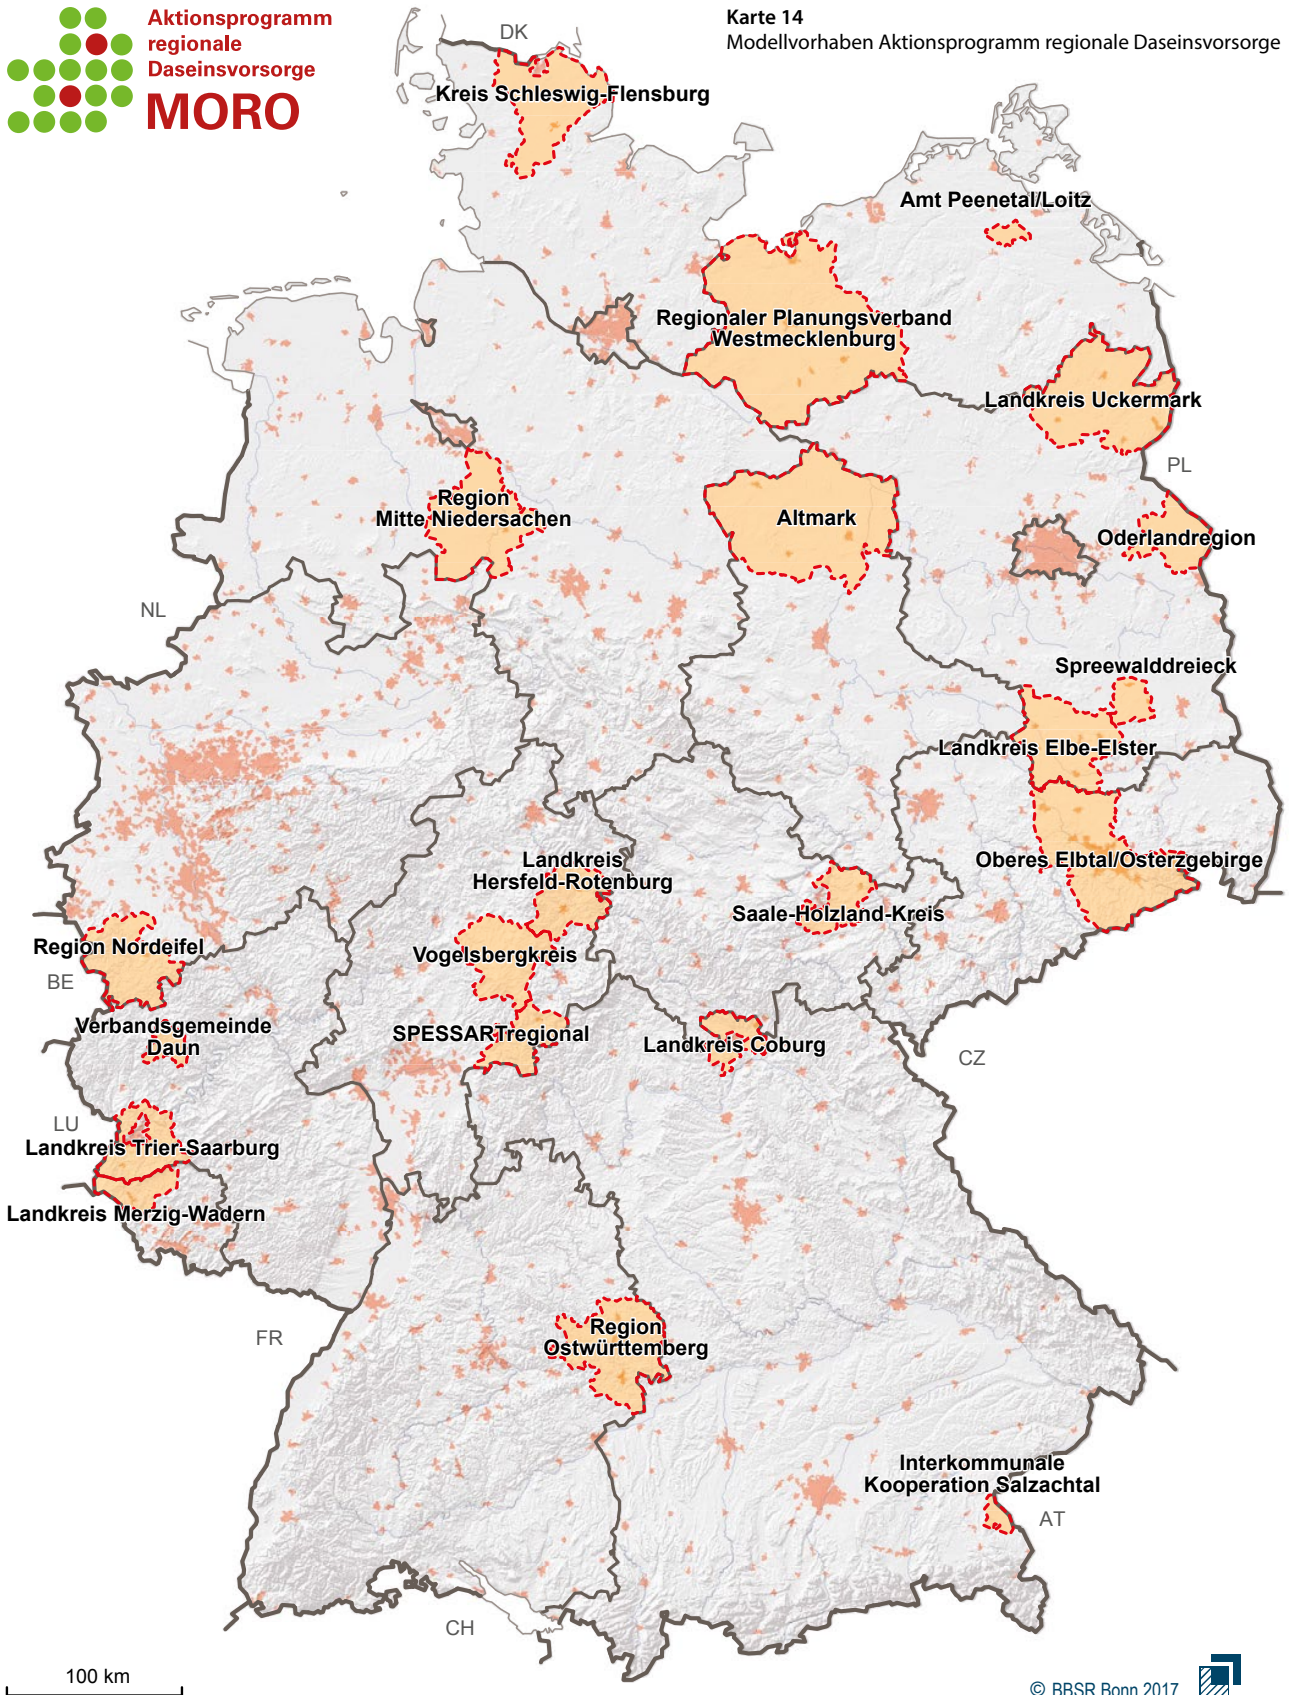 Aktionsprogramm
regionale
Daseinsvorsorge
MORO
Karte 14
Modellvorhaben Aktionsprogramm regionale Daseinsvorsorge
DK
Kreis Schleswig-Flensburg
Amt Peenetal/Loitz
Regionaler Planungsverband
Westmecklenburg
Landkreis Uckermark
PL
Region
Mitte Niedersachen
Altmark
Oderlandregion
NL
Spreewalddreieck
Landkreis Elbe-Elster
Landkreis
Hersfeld-Rotenburg
Oberes Elbtal/Osterzgebirge
Saale-Holzland-Kreis
Region Nordeifel
Vogelsbergkreis
BE
Verbandsgemeinde
Daun
SPESSARTregional
Landkreis Coburg
CZ
LU
Landkreis Trier-Saarburg
Landkreis Merzig-Wadern
FR
Region
Ostwürttemberg
Interkommunale
Kooperation Salzachtal
AT
CH
100 km
© BBSR Bonn 2017